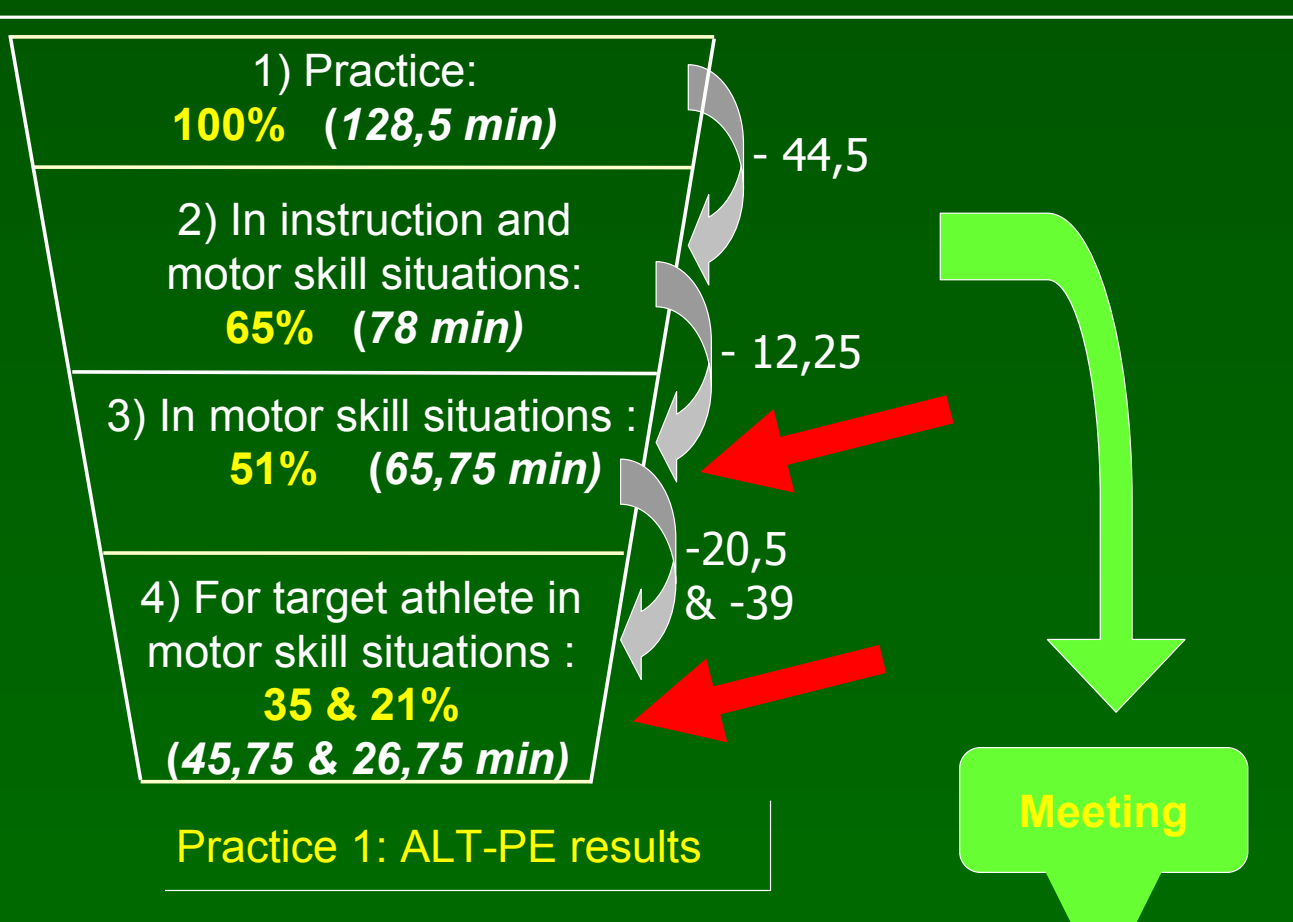 1) Practice:
100% (128,5 min)
- 44,5
2) In instruction and
motor skill situations:
65% (78 min)
- 12,25
3) In motor skill situations :
51% (65,75 min)
-20,5
& -39
4) For target athlete in
motor skill situations :
35 & 21%
(45,75 & 26,75 min)
Meeting
Practice 1: ALT-PE results